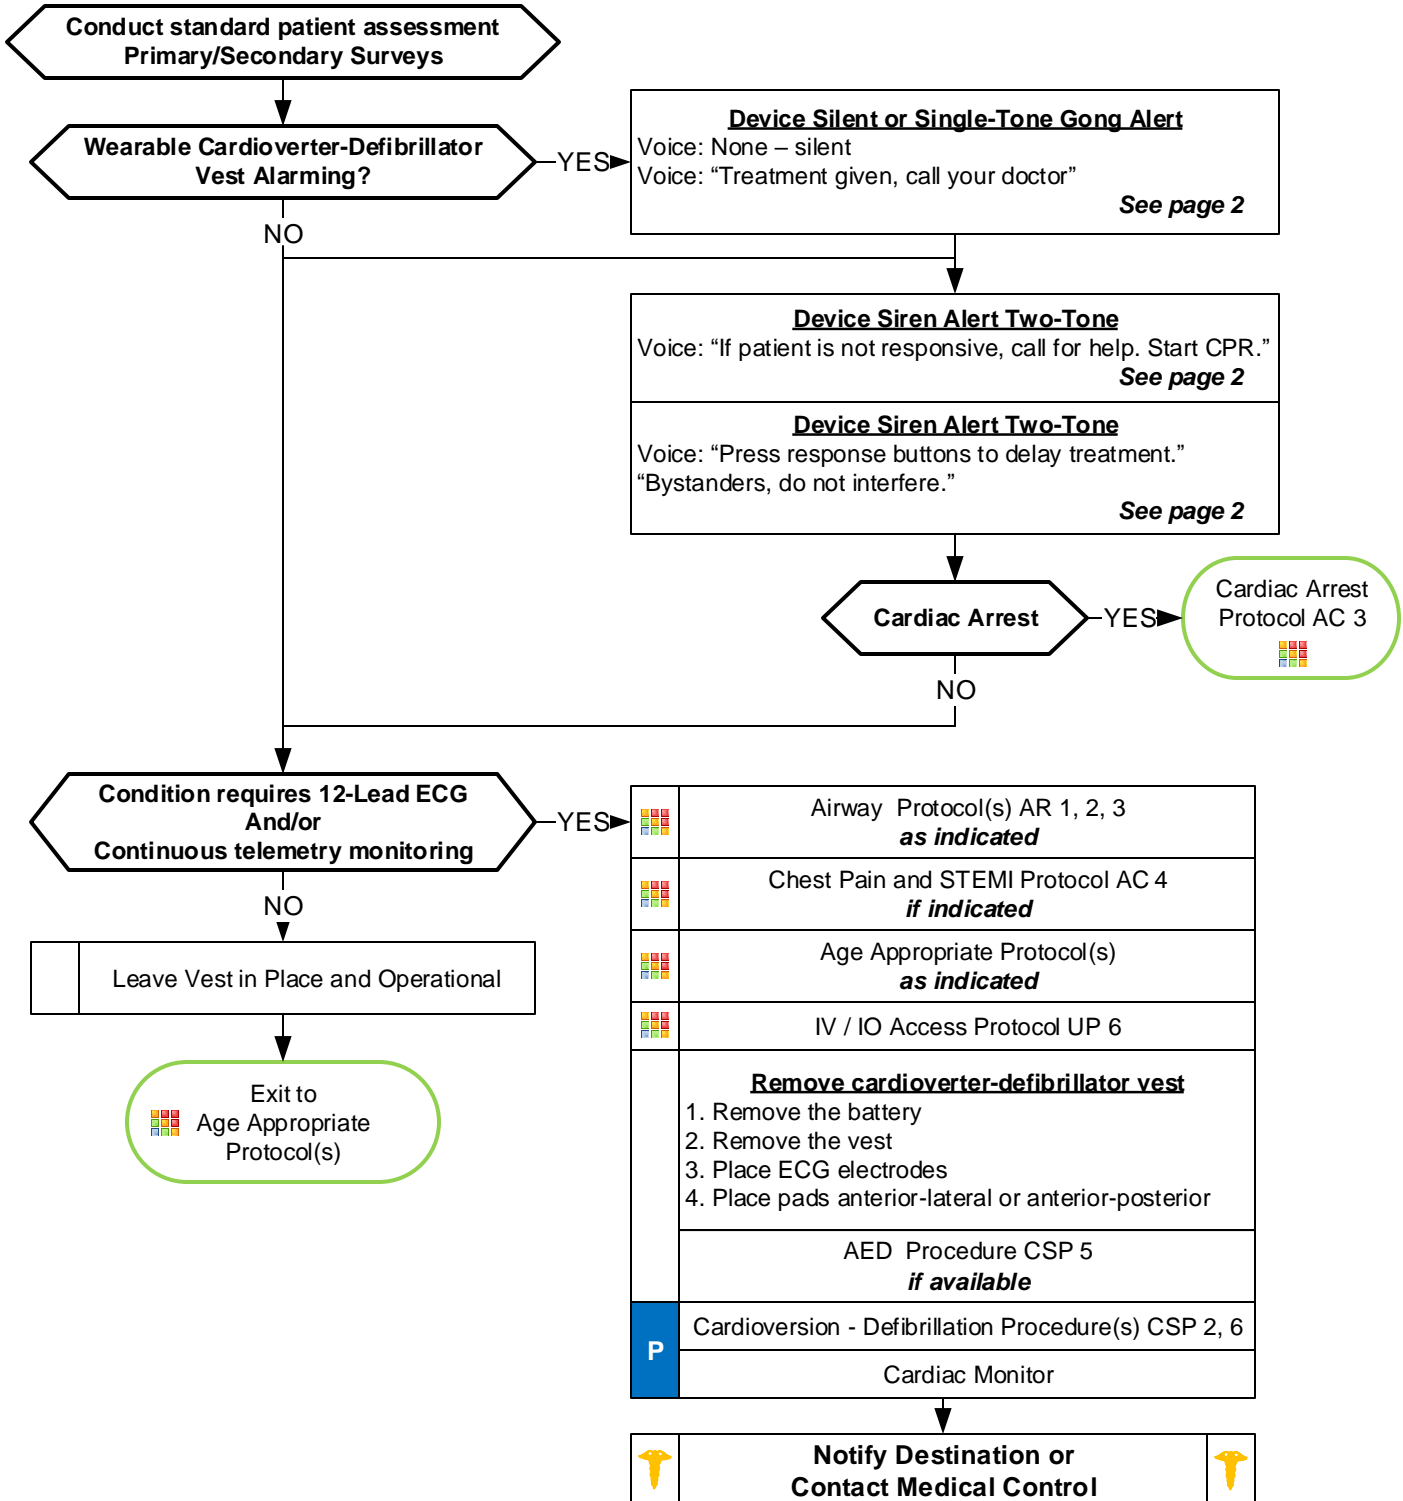 Conduct standard patient assessment
Primary/Secondary Surveys
Wearable Cardioverter-Defibrillator
Vest Alarming?
YES
NO
Device Silent or Single-Tone Gong Alert
Voice: None – silent
Voice: “Treatment given, call your doctor”
See page 2
Device Siren Alert Two-Tone
Voice: “If patient is not responsive, call for help. Start CPR.”
See page 2
Device Siren Alert Two-Tone
Voice: “Press response buttons to delay treatment.”
“Bystanders, do not interfere.”
See page 2
Cardiac Arrest
YES
Cardiac Arrest
Protocol AC 3
NO
Condition requires 12-Lead ECG
And/or
Continuous telemetry monitoring
YES
NO
Leave Vest in Place and Operational
Exit to
Age Appropriate
Protocol(s)
Airway Protocol(s) AR 1, 2, 3
as indicated
Chest Pain and STEMI Protocol AC 4
if indicated
Age Appropriate Protocol(s)
as indicated
IV / IO Access Protocol UP 6
Remove cardioverter-defibrillator vest
1. Remove the battery
2. Remove the vest
3. Place ECG electrodes
4. Place pads anterior-lateral or anterior-posterior
AED Procedure CSP 5
if available
P
Cardioversion - Defibrillation Procedure(s) CSP 2, 6
Cardiac Monitor
Notify Destination or
Contact Medical Control